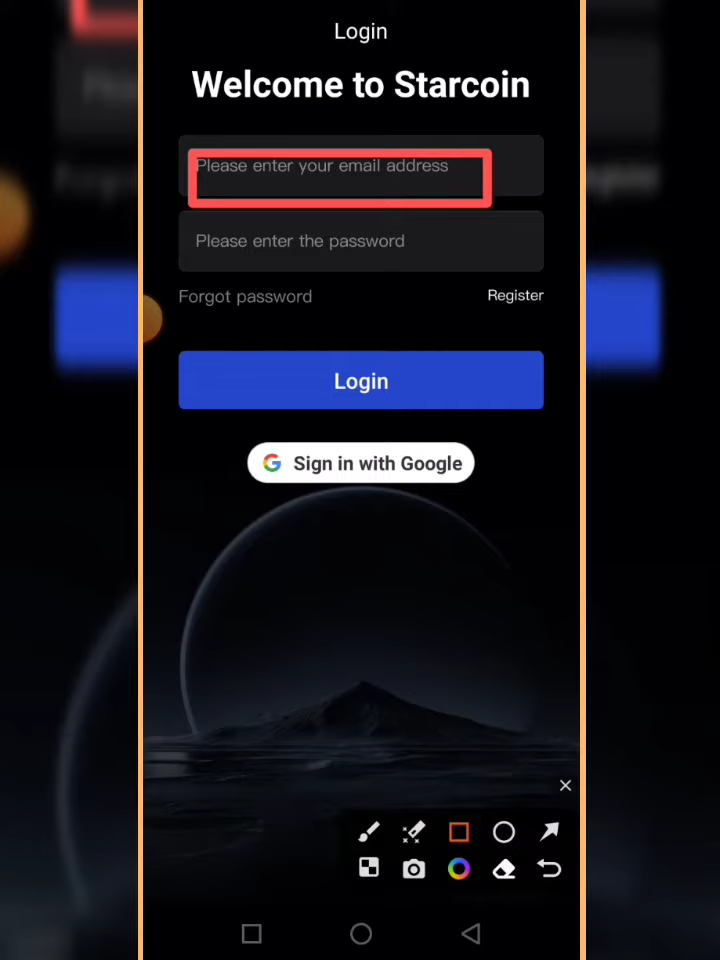 Login
Welcome to Starcoin
Please enter your email address
Please enter the password
Forgot password
Register
Login
Sign in with Google